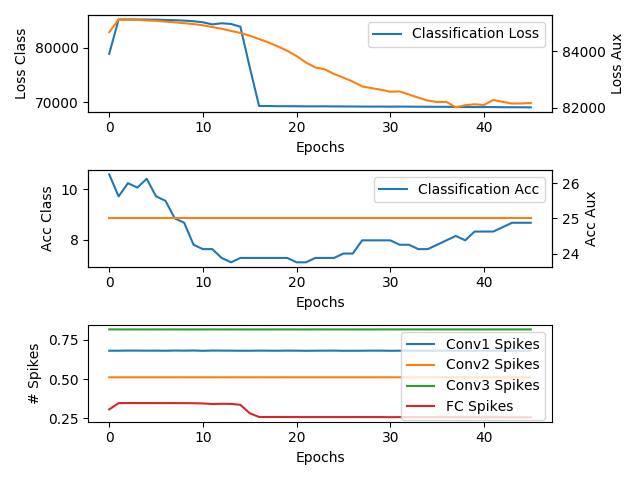 Classification Loss
80000
70000
Loss Class
84000
82000
Loss Aux
0 10 20 30 40
Epochs
Classification Acc
10
8
Acc Class
26
25
24
Acc Aux
0 10 20 30 40
Epochs
0.75
0.50
0.25
# Spikes
Conv1 Spikes
Conv2 Spikes
Conv3 Spikes
FC Spikes
0 10 20 30 40
Epochs